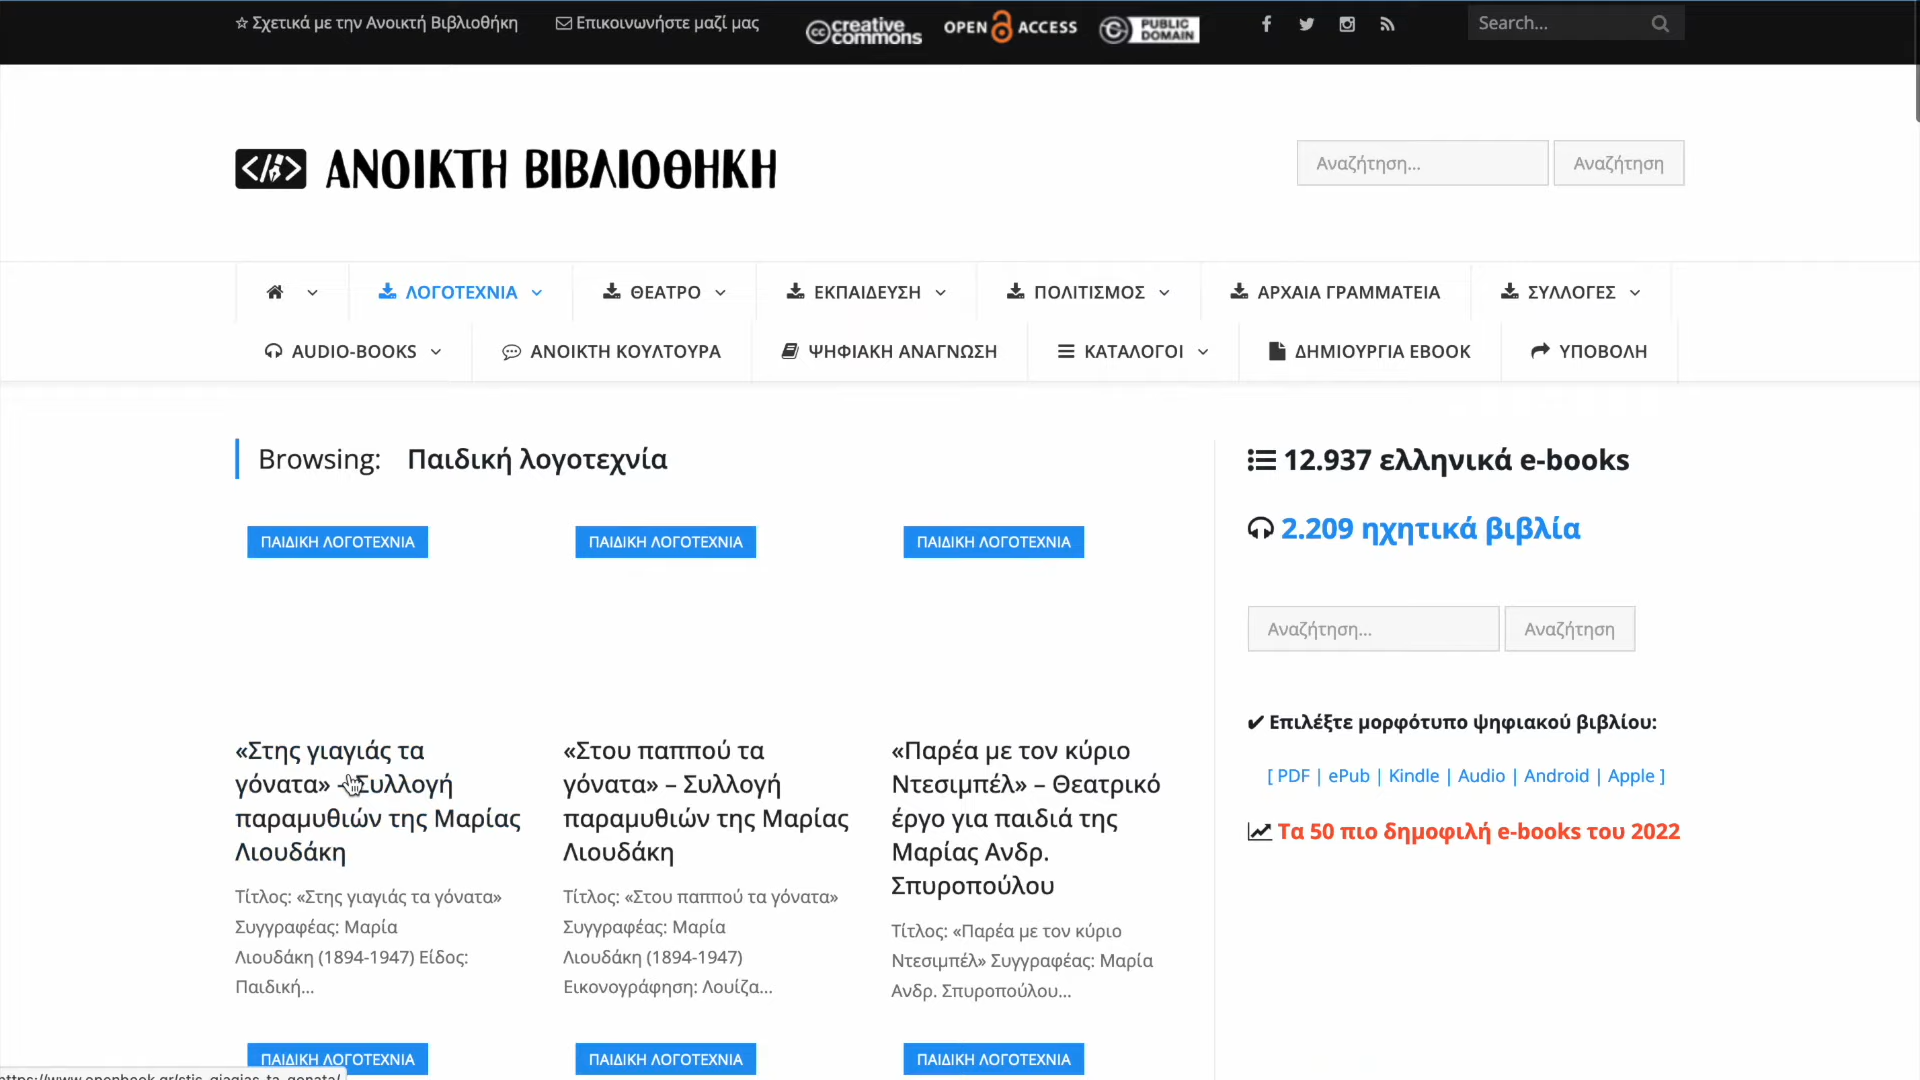 Σχετικά με την Ανοικτή Βιβλιοθήκη
Επικοινωνήστε μαζί μας
cc creative commons
OPEN ACCESS
PUBLIC DOMAIN
Search...
ΑΝΟΙΚΤΗ ΒΙΒΛΙΟΘΗΚΗ
Αναζήτηση...
Αναζήτηση
ΛΟΓΟΤΕΧΝΙΑ
ΘΕΑΤΡΟ
ΕΚΠΑΙΔΕΥΣΗ
ΠΟΛΙΤΙΣΜΟΣ
ΑΡΧΑΙΑ ΓΡΑΜΜΑΤΕΙΑ
ΣΥΛΛΟΓΕΣ
AUDIO-BOOKS
ΑΝΟΙΚΤΗ ΚΟΥΛΤΟΥΡΑ
ΨΗΦΙΑΚΗ ΑΝΑΓΝΩΣΗ
ΚΑΤΑΛΟΓΟΙ
ΔΗΜΙΟΥΡΓΙΑ EBOOK
ΥΠΟΒΟΛΗ
Browsing: Παιδική λογοτεχνία
ΠΑΙΔΙΚΗ ΛΟΓΟΤΕΧΝΙΑ
«Στης γιαγιάς τα
γόνατα» – Συλλογή
παραμυθιών της Μαρίας
Λιουδάκη
Τίτλος: «Στης γιαγιάς τα γόνατα»
Συγγραφέας: Μαρία
Λιουδάκη (1894-1947) Είδος:
Παιδική...
ΠΑΙΔΙΚΗ ΛΟΓΟΤΕΧΝΙΑ
«Στου παππού τα
γόνατα» – Συλλογή
παραμυθιών της Μαρίας
Λιουδάκη
Τίτλος: «Στου παππού τα γόνατα»
Συγγραφέας: Μαρία
Λιουδάκη (1894-1947)
Εικονογράφηση: Λουίζα...
ΠΑΙΔΙΚΗ ΛΟΓΟΤΕΧΝΙΑ
«Παρέα με τον κύριο
Ντεσιμπέλ» – Θεατρικό
έργο για παιδιά της
Μαρίας Ανδρ.
Σπυροπούλου
Τίτλος: «Παρέα με τον κύριο
Ντεσιμπέλ» Συγγραφέας: Μαρία
Ανδρ. Σπυροπούλου...
ΠΑΙΔΙΚΗ ΛΟΓΟΤΕΧΝΙΑ
ΠΑΙΔΙΚΗ ΛΟΓΟΤΕΧΝΙΑ
ΠΑΙΔΙΚΗ ΛΟΓΟΤΕΧΝΙΑ
12.937 ελληνικά e-books
2.209 ηχητικά βιβλία
Αναζήτηση...
Αναζήτηση
✔ Επιλέξτε μορφότυπο ψηφιακού βιβλίου:
[ PDF | ePub | Kindle | Audio | Android | Apple ]
Τα 50 πιο δημοφιλή e-books του 2022